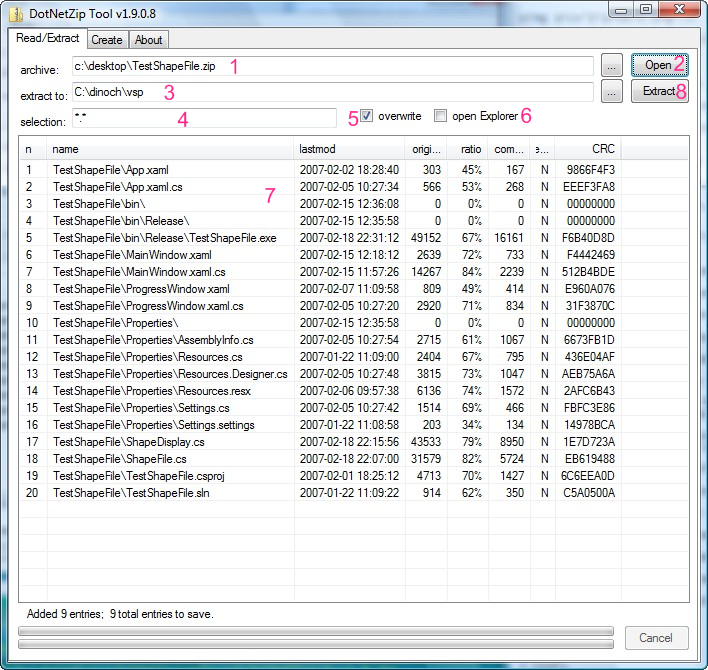 DotNetZip Tool v1.9.0.8
Read/Extract Create About
archive: c:\desktop\TestShapeFile.zip 1 ... Open 2
extract to: C:\dinoch\vsp 3 ... Extract 8
selection: *.* 4 5 overwrite open Explorer 6
n name lastmod origi... ratio com... e... CRC
1 TestShapeFile\App.xaml 2007-02-02 18:28:40 303 45% 167 N 9866F4F3
2 TestShapeFile\App.xaml.cs 2007-02-05 10:27:34 566 53% 268 N EEEF3FA8
7
3 TestShapeFile\bin\ 2007-02-15 12:36:08 0 0% 0 N 00000000
4 TestShapeFile\bin\Release\ 2007-02-15 12:35:58 0 0% 0 N 00000000
5 TestShapeFile\bin\Release\TestShapeFile.exe 2007-02-18 22:31:12 49152 67% 16161 N F6B40D8D
6 TestShapeFile\MainWindow.xaml 2007-02-15 12:18:12 2639 72% 733 N F4442469
7 TestShapeFile\MainWindow.xaml.cs 2007-02-15 11:57:26 14267 84% 2239 N 512B4BDE
8 TestShapeFile\ProgressWindow.xaml 2007-02-07 11:09:58 809 49% 414 N E960A076
9 TestShapeFile\ProgressWindow.xaml.cs 2007-02-05 10:27:20 2920 71% 834 N 31F3870C
10 TestShapeFile\Properties\ 2007-02-15 12:35:58 0 0% 0 N 00000000
11 TestShapeFile\Properties\AssemblyInfo.cs 2007-02-05 10:27:54 2715 61% 1067 N 6673FB1D
12 TestShapeFile\Properties\Resources.cs 2007-01-22 11:09:00 2404 67% 795 N 436E04AF
13 TestShapeFile\Properties\Resources.Designer.cs 2007-02-05 10:27:48 3815 73% 1047 N AEB75A6A
14 TestShapeFile\Properties\Resources.resx 2007-02-06 09:57:38 6136 74% 1572 N 2AFC6B43
15 TestShapeFile\Properties\Settings.cs 2007-02-05 10:27:42 1514 69% 466 N FBFC3E86
16 TestShapeFile\Properties\Settings.settings 2007-01-22 11:08:58 203 34% 134 N 14978BCA
17 TestShapeFile\ShapeDisplay.cs 2007-02-18 22:15:56 43533 79% 8950 N 1E7D723A
18 TestShapeFile\ShapeFile.cs 2007-02-18 22:07:00 31579 82% 5724 N EB619488
19 TestShapeFile\TestShapeFile.csproj 2007-02-01 18:25:12 4713 70% 1427 N 6C6EEA0D
20 TestShapeFile\TestShapeFile.sln 2007-01-22 11:09:22 914 62% 350 N C5A0500A
Added 9 entries; 9 total entries to save.
Cancel